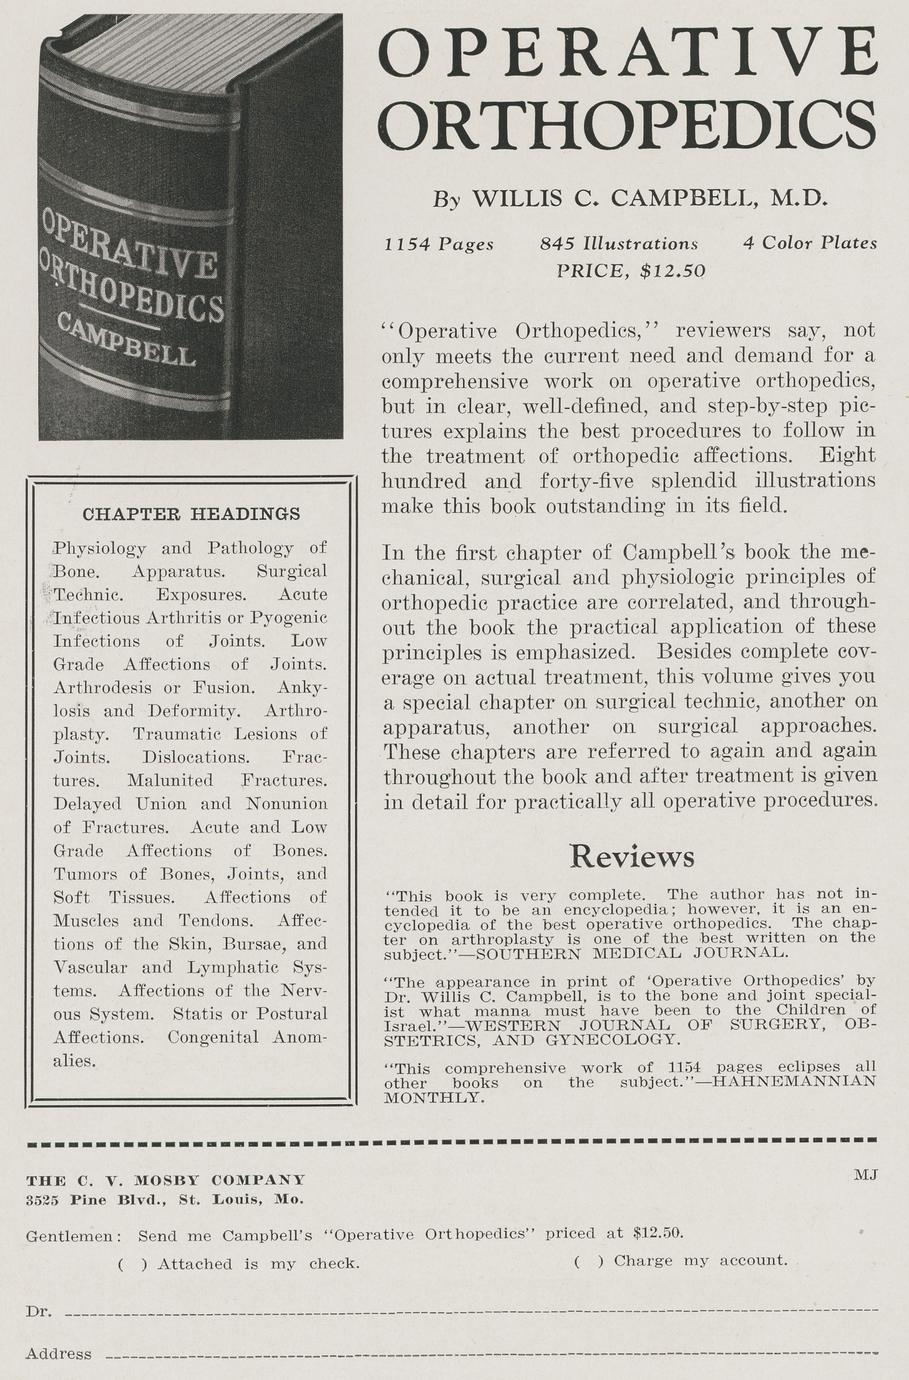 OPERATIVE
ORTHOPEDICS
CAMPBELL
OPERATIVE
ORTHOPEDICS
By WILLIS C. CAMPBELL, M.D.
1154 Pages 845 Illustrations 4 Color Plates
PRICE, $12.50
‘‘Operative Orthopedics,’’ reviewers say, not
only meets the current need and demand for a
comprehensive work on operative orthopedics,
but in clear, well-defined, and step-by-step pic-
tures explains the best procedures to follow in
the treatment of orthopedic affections. Eight
hundred and forty-five splendid illustrations
make this book outstanding in its field.
In the first chapter of Campbell’s book the me-
chanical, surgical and physiologic principles of
orthopedic practice are correlated, and through-
out the book the practical application of these
principles is emphasized. Besides complete cov-
erage on actual treatment, this volume gives you
a special chapter on surgical technic, another on
apparatus, another on surgical approaches.
These chapters are referred to again and again
throughout the book and after treatment is given
in detail for practically all operative procedures.
Reviews
‘‘This book is very complete. The author has not in-
tended it to be an encyclopedia; however, it is an en-
cyclopedia of the best operative orthopedics. The chap-
ter on arthroplasty is one of the best written on the
subject.’’—SOUTHERN MEDICAL JOURNAL.
‘‘The appearance in print of ‘Operative Orthopedics’ by
Dr. Willis C. Campbell, is to the bone and joint special-
ist what manna must have been to the Children of
Israel.’’—WESTERN JOURNAL OF SURGERY, OB-
STETRICS, AND GYNECOLOGY.
‘‘This comprehensive work of 1154 pages eclipses all
other books on the subject.’’—HAHNEMANNIAN
MONTHLY.
CHAPTER HEADINGS
Physiology and Pathology of
Bone. Apparatus. Surgical
Technic. Exposures. Acute
Infectious Arthritis or Pyogenic
Infections of Joints. Low
Grade Affections of Joints.
Arthrodesis or Fusion. Anky-
losis and Deformity. Arthro-
plasty. Traumatic Lesions of
Joints. Dislocations. Frac-
tures. Malunited Fractures.
Delayed Union and Nonunion
of Fractures. Acute and Low
Grade Affections of Bones.
Tumors of Bones, Joints, and
Soft Tissues. Affections of
Muscles and Tendons. Affec-
tions of the Skin, Bursae, and
Vascular and Lymphatic Sys-
tems. Affections of the Nerv-
ous System. Statis or Postural
Affections. Congenital Anom-
alies.
THE C. V. MOSBY COMPANY MJ
3525 Pine Blvd., St. Louis, Mo.
Gentlemen: Send me Campbell’s ‘‘Operative Orthopedics’’ priced at $12.50.
( ) Attached is my check. ( ) Charge my account.
Dr.
Address